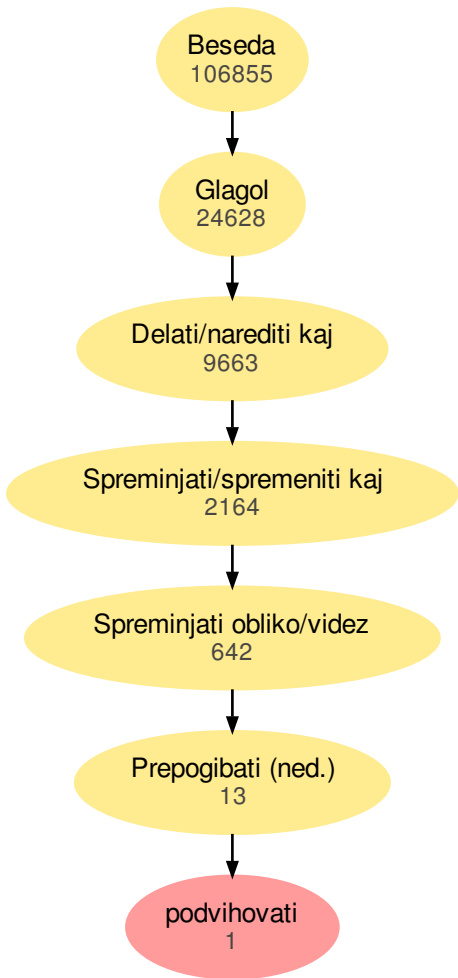 Beseda
106855
Glagol
24628
Delati/narediti kaj
9663
Spreminjati/spremeniti kaj
2164
Spreminjati obliko/videz
642
Prepogibati (ned.)
13
podvihovati
1